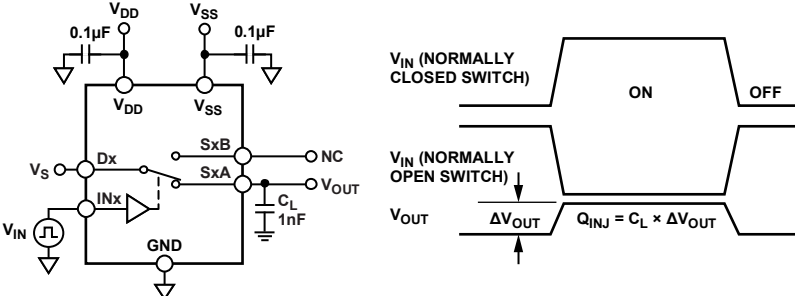 VDD
VSS
0.1µF
0.1µF
VDD
VSS
SxB
NC
VS
Dx
SxA
VOUT
INx
CL
1nF
VIN
GND
VIN (NORMALLY
CLOSED SWITCH)
ON
OFF
VIN (NORMALLY
OPEN SWITCH)
VOUT
ΔVOUT
QINJ = CL × ΔVOUT